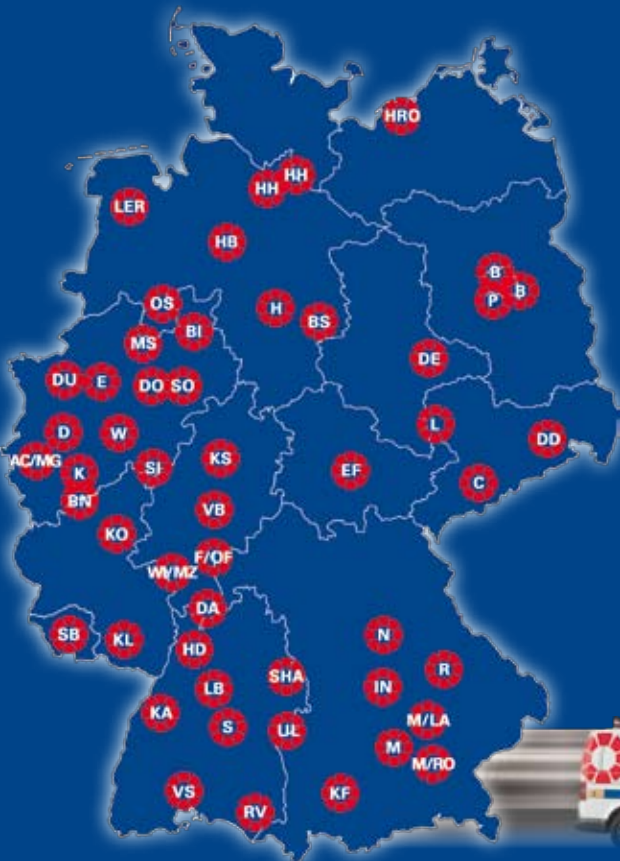 HRO
HH
HH
LER
HB
B
B
P
OS
H
BS
BI
MS
DE
DU
E
DO
SO
L
D
W
DD
AC/MG
K
SI
KS
EF
C
BN
VB
KO
F/OF
WI/MZ
DA
SB
KL
N
HD
R
SHA
LB
IN
KA
S
UL
M/LA
M
M/RO
VS
KF
RV